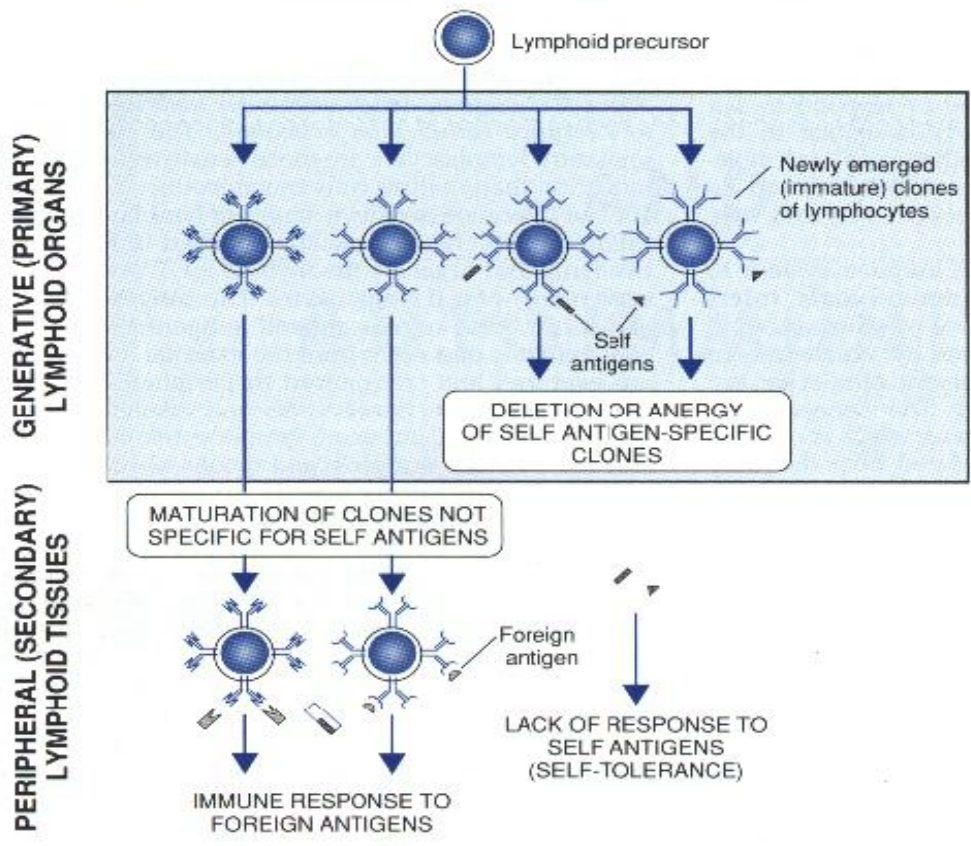 Lymphoid precursor
GENERATIVE (PRIMARY)
LYMPHOID ORGANS
Newly emerged
(immature) clones
of lymphocytes
Self
antigens
DELETION OR ANERGY
OF SELF ANTIGEN-SPECIFIC
CLONES
PERIPHERAL (SECONDARY)
LYMPHOID TISSUES
MATURATION OF CLONES NOT
SPECIFIC FOR SELF ANTIGENS
Foreign
antigen
LACK OF RESPONSE TO
SELF ANTIGENS
(SELF-TOLERANCE)
IMMUNE RESPONSE TO
FOREIGN ANTIGENS